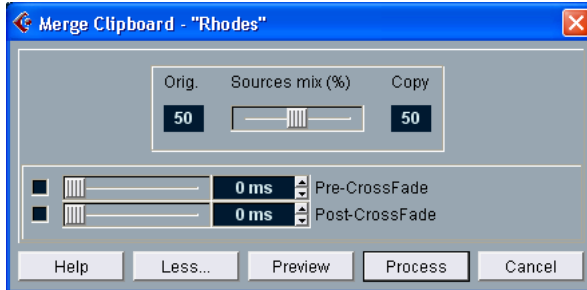 Merge Clipboard - "Rhodes"
Orig. Sources mix (%) Copy
50 50
0 ms Pre-CrossFade
0 ms Post-CrossFade
Help Less... Preview Process Cancel